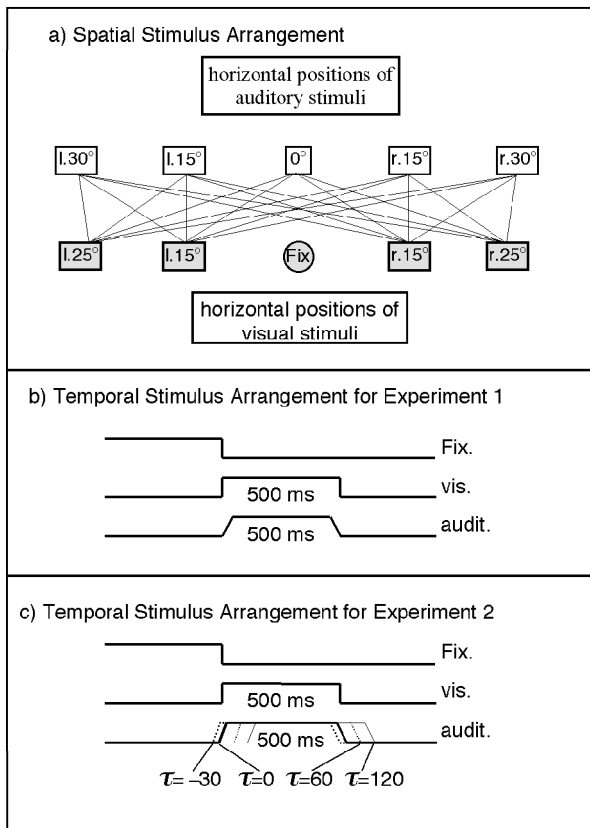 a) Spatial Stimulus Arrangement
horizontal positions of
auditory stimuli
l.30° l.15° 0° r.15° r.30°
l.25° l.15° Fix r.15° r.25°
horizontal positions of
visual stimuli
b) Temporal Stimulus Arrangement for Experiment 1
Fix.
500 ms vis.
500 ms audit.
c) Temporal Stimulus Arrangement for Experiment 2
Fix.
500 ms vis.
500 ms audit.
τ= −30 τ=0 τ=60 τ=120